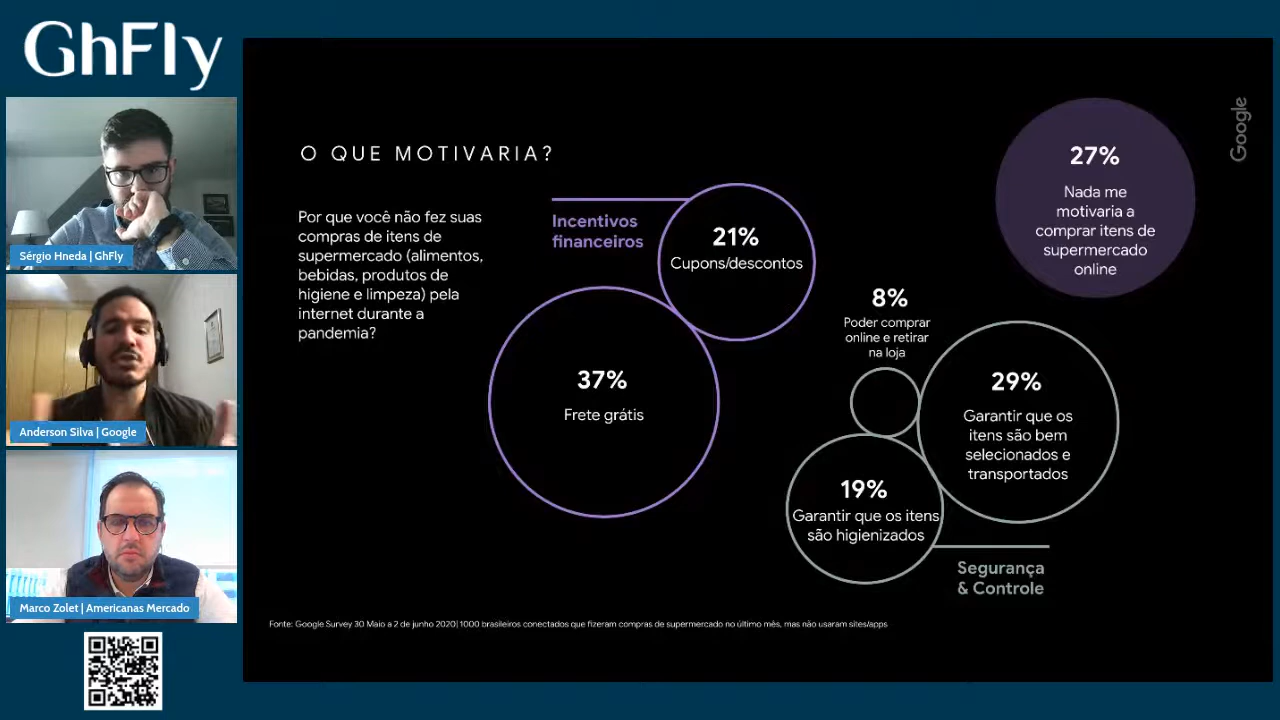 GhFly
Sérgio Hneda | GhFly
Anderson Silva | Google
Marco Zolet | Americanas Mercado
O QUE MOTIVARIA?
Por que você não fez suas
compras de itens de
supermercado (alimentos,
bebidas, produtos de
higiene e limpeza) pela
internet durante a
pandemia?
Incentivos
financeiros
21%
Cupons/descontos
37%
Frete grátis
27%
Nada me
motivaria a
comprar itens de
supermercado
online
Google
8%
Poder comprar
online e retirar
na loja
29%
Garantir que os
itens são bem
selecionados e
transportados
19%
Garantir que os itens
são higienizados
Segurança
& Controle
Fonte: Google Survey 30 Maio a 2 de junho 2020| 1000 brasileiros conectados que fizeram compras de supermercado no último mês, mas não usaram sites/apps